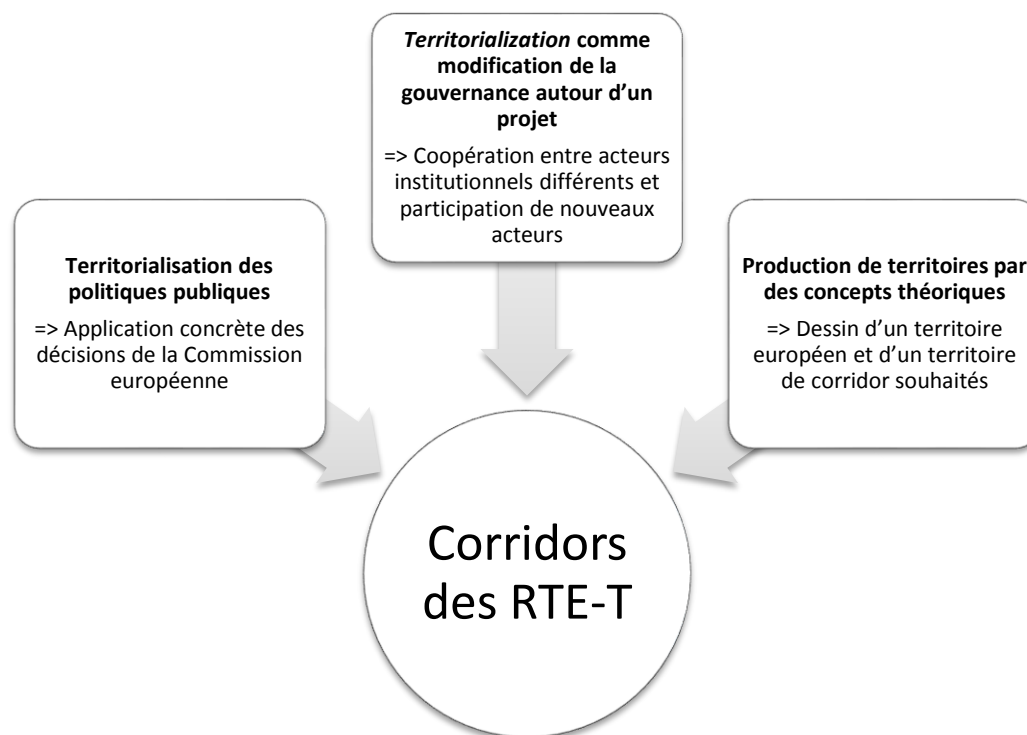 Territorialization comme
modification de la
gouvernance autour d’un
projet
=> Coopération entre acteurs
institutionnels différents et
participation de nouveaux
acteurs
Territorialisation des
politiques publiques
=> Application concrète des
décisions de la Commission
européenne
Production de territoires par
des concepts théoriques
=> Dessin d’un territoire
européen et d’un territoire
de corridor souhaités
Corridors
des RTE-T